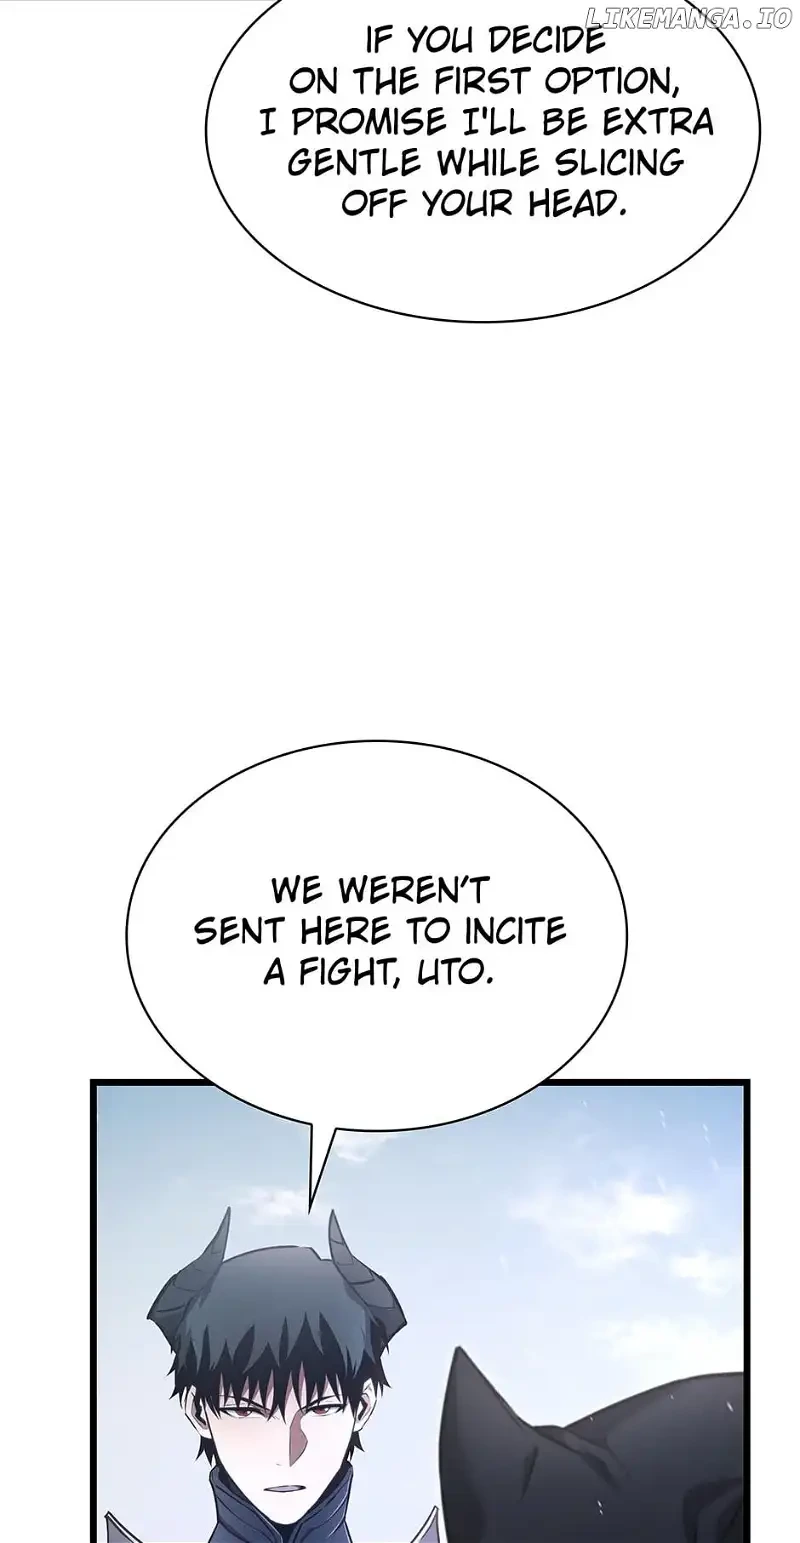 LIKEMANGA.IO
IF YOU DECIDE
ON THE FIRST OPTION,
I PROMISE I'LL BE EXTRA
GENTLE WHILE SLICING
OFF YOUR HEAD.
WE WEREN'T
SENT HERE TO INCITE
A FIGHT, UTO.